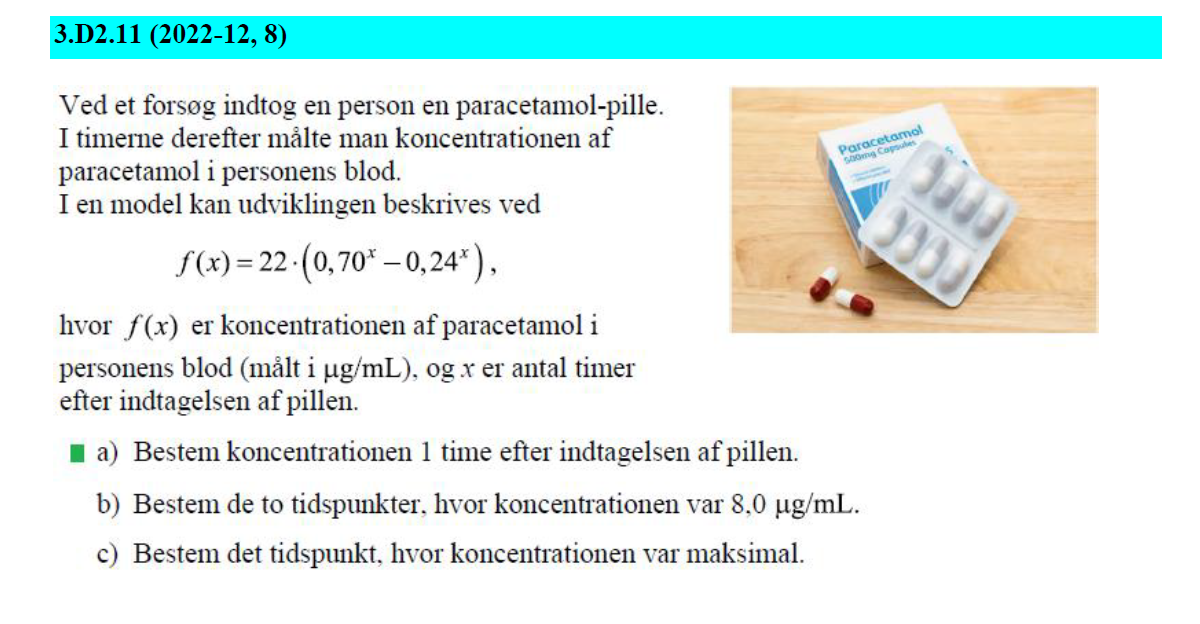 3.D2.11 (2022-12, 8)
Ved et forsøg indtog en person en paracetamol-pille.
I timerne derefter målte man koncentrationen af
paracetamol i personens blod.
I en model kan udviklingen beskrives ved
f(x) = 22·(0,70ˣ – 0,24ˣ),
hvor f(x) er koncentrationen af paracetamol i
personens blod (målt i μg/mL), og x er antal timer
efter indtagelsen af pillen.
Paracetamol
500mg Capsules
a) Bestem koncentrationen 1 time efter indtagelsen af pillen.
b) Bestem de to tidspunkter, hvor koncentrationen var 8,0 μg/mL.
c) Bestem det tidspunkt, hvor koncentrationen var maksimal.